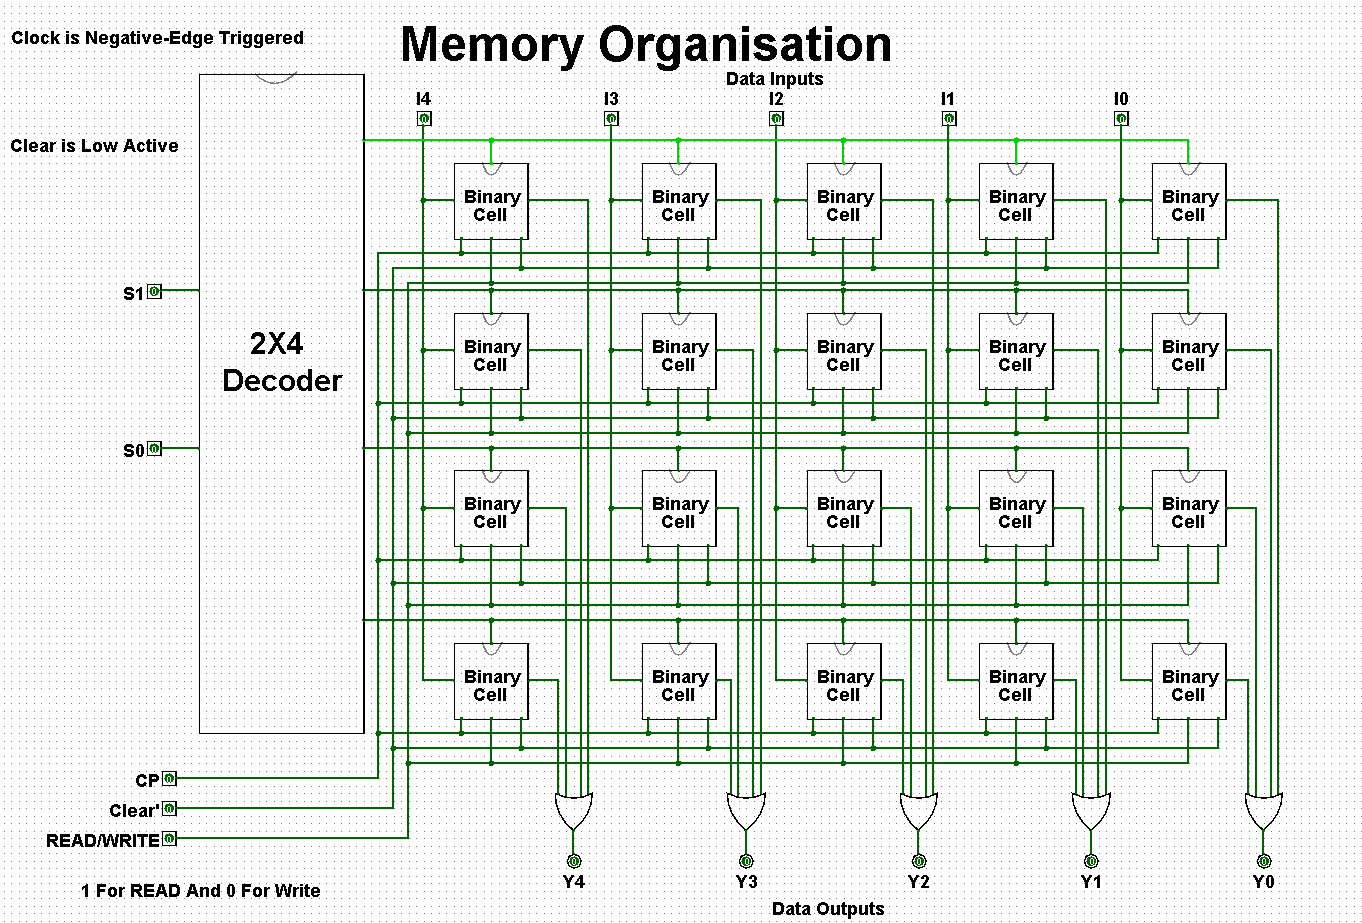 Clock is Negative-Edge Triggered
Memory Organisation
Data Inputs
I4 I3 I2 I1 I0
Clear is Low Active
Binary Cell Binary Cell Binary Cell Binary Cell Binary Cell
S1
2X4
Decoder
Binary Cell Binary Cell Binary Cell Binary Cell Binary Cell
S0
Binary Cell Binary Cell Binary Cell Binary Cell Binary Cell
Binary Cell Binary Cell Binary Cell Binary Cell Binary Cell
CP
Clear'
READ/WRITE
Y4 Y3 Y2 Y1 Y0
1 For READ And 0 For Write
Data Outputs